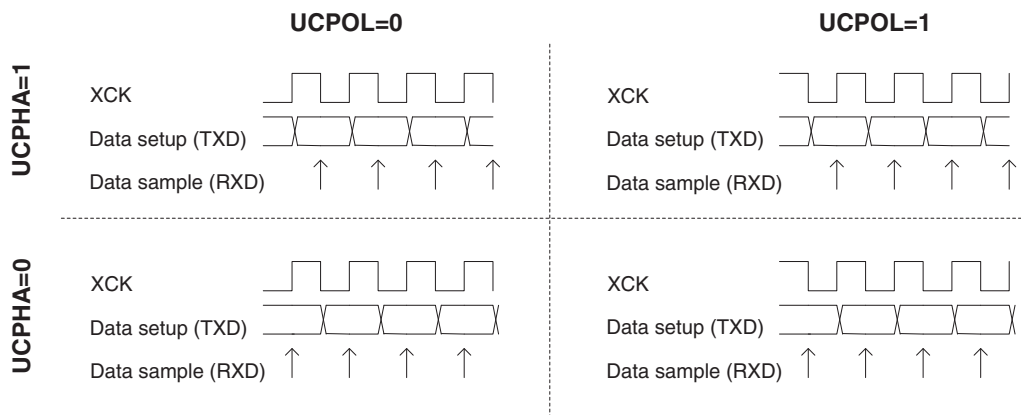 UCPOL=0
UCPOL=1
UCPHA=1
XCK
Data setup (TXD)
Data sample (RXD)
XCK
Data setup (TXD)
Data sample (RXD)
UCPHA=0
XCK
Data setup (TXD)
Data sample (RXD)
XCK
Data setup (TXD)
Data sample (RXD)